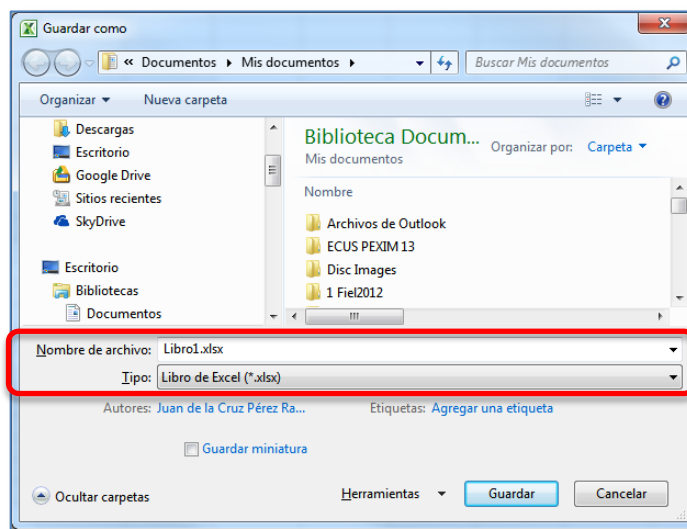 Guardar como
« Documentos ▸ Mis documentos ▸
Buscar Mis documentos
Organizar
Nueva carpeta
Descargas
Escritorio
Google Drive
Sitios recientes
SkyDrive
Escritorio
Bibliotecas
Documentos
Biblioteca Docum...
Mis documentos
Organizar por: Carpeta
Nombre
Archivos de Outlook
ECUS PEXIM 13
Disc Images
1 Fiel2012
Nombre de archivo: Libro1.xlsx
Tipo: Libro de Excel (*.xlsx)
Autores: Juan de la Cruz Pérez Ra... Etiquetas: Agregar una etiqueta
Guardar miniatura
Ocultar carpetas
Herramientas
Guardar
Cancelar